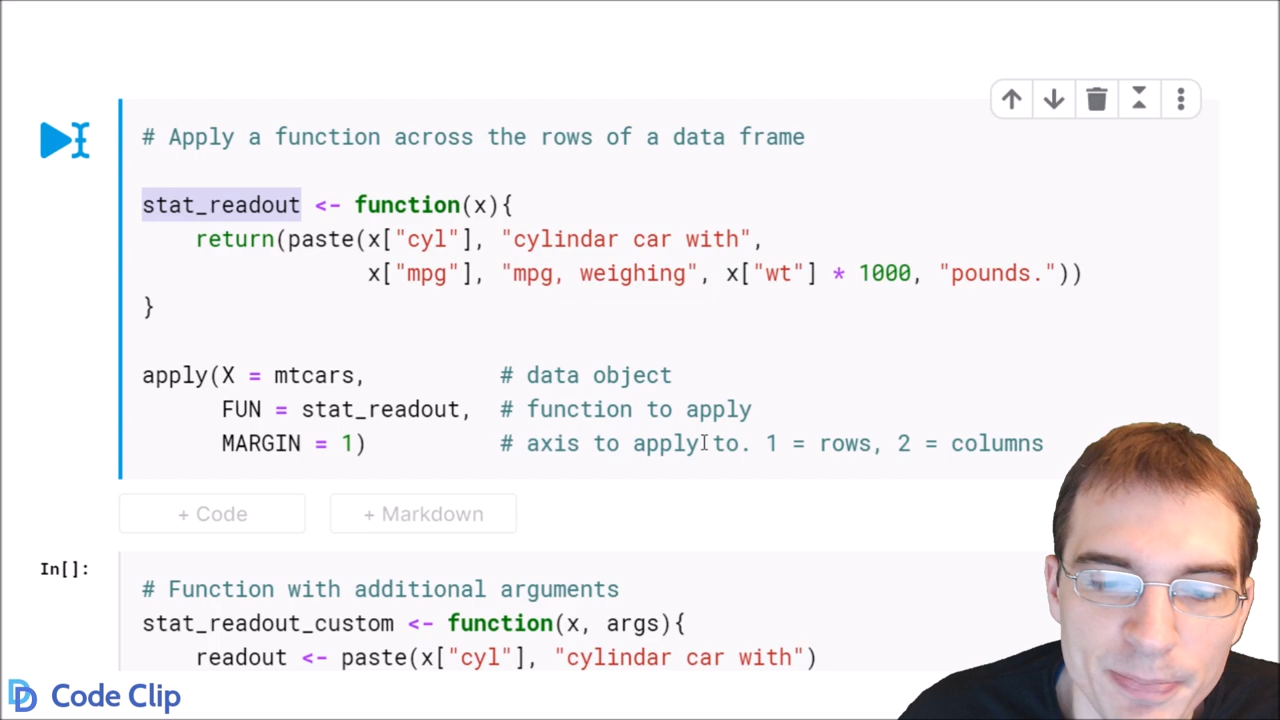 # Apply a function across the rows of a data frame
stat_readout <- function(x){
return(paste(x["cyl"], "cylindar car with",
x["mpg"], "mpg, weighing", x["wt"] * 1000, "pounds."))
}
apply(X = mtcars, # data object
FUN = stat_readout, # function to apply
MARGIN = 1) # axis to apply to. 1 = rows, 2 = columns
+ Code + Markdown
In[]:
# Function with additional arguments
stat_readout_custom <- function(x, args){
readout <- paste(x["cyl"], "cylindar car with")
Code Clip